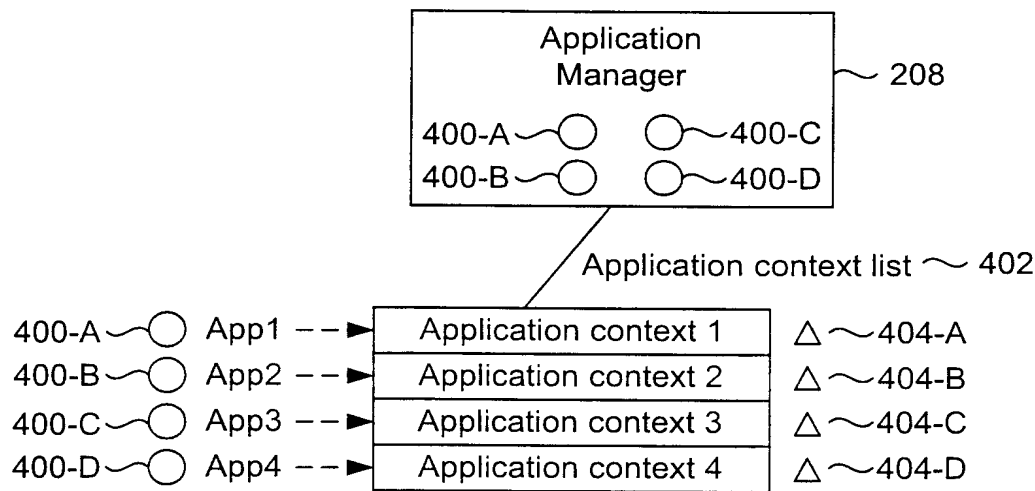 Application
Manager
208
400-A 400-C
400-B 400-D
Application context list 402
400-A App1 Application context 1 404-A
400-B App2 Application context 2 404-B
400-C App3 Application context 3 404-C
400-D App4 Application context 4 404-D